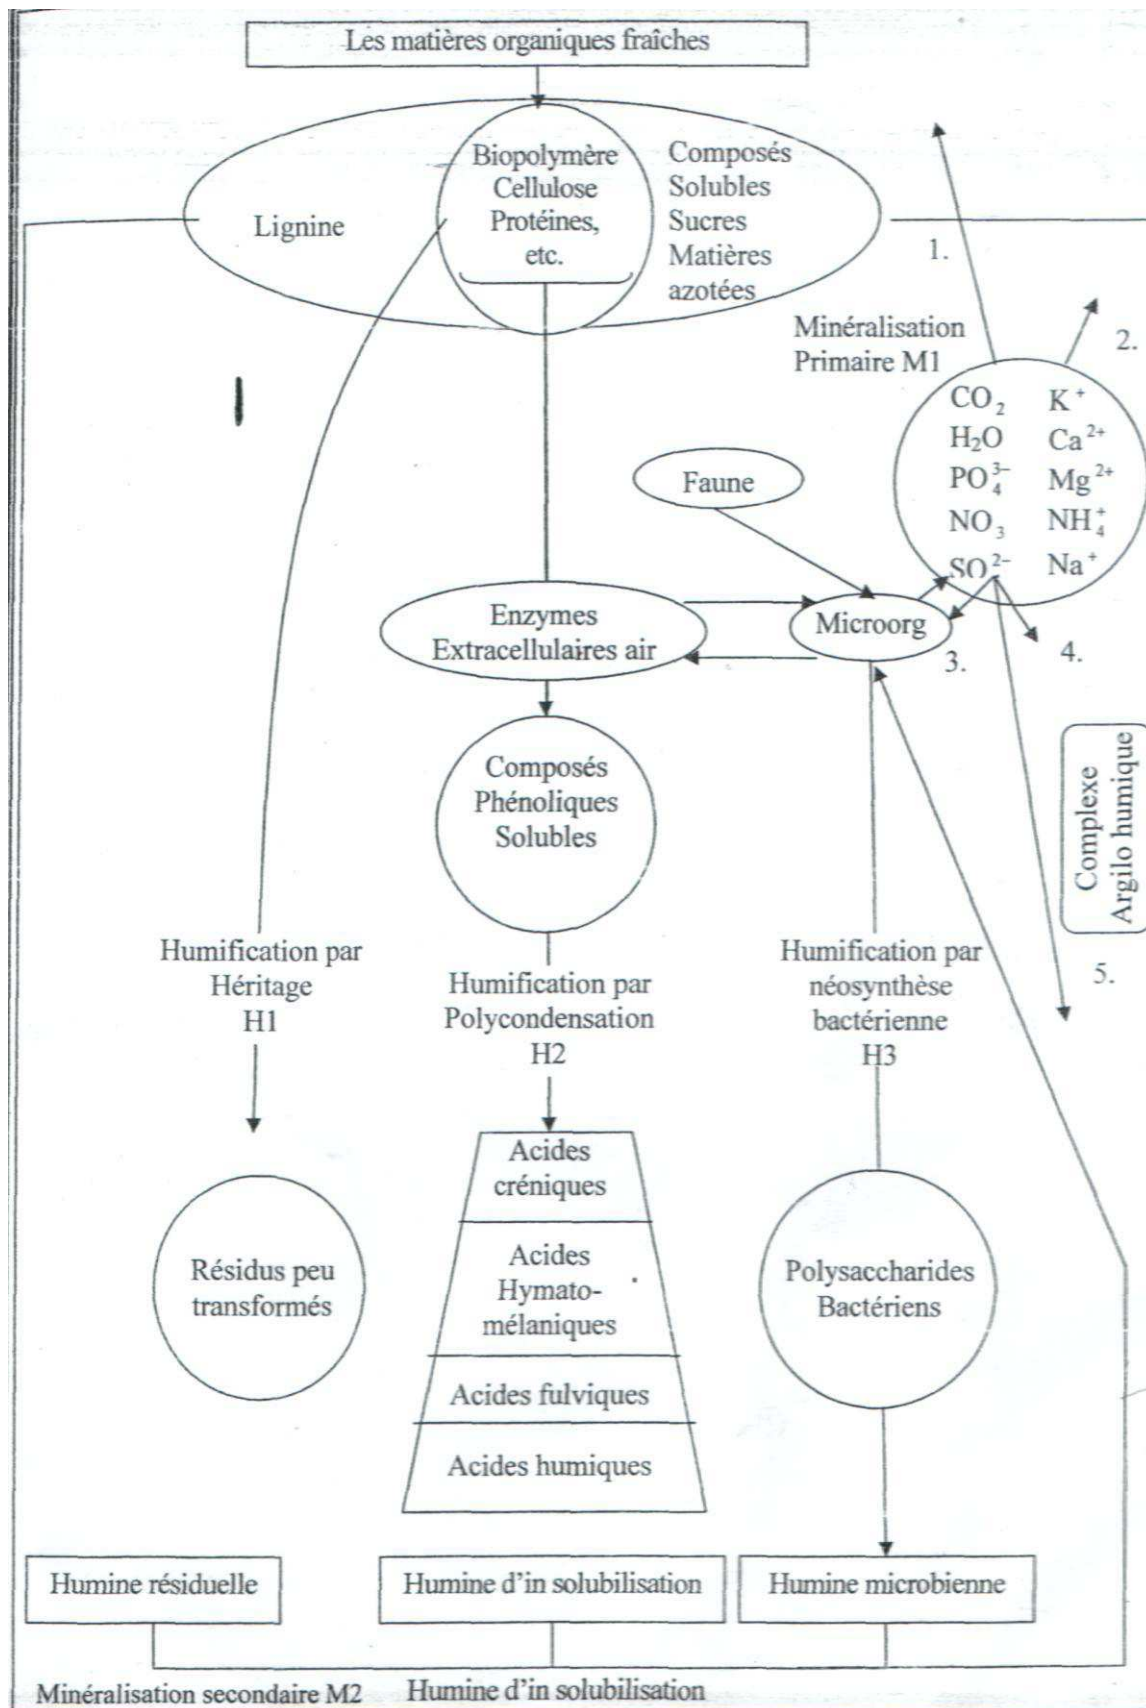 Les matières organiques fraîches
Lignine
Biopolymère
Cellulose
Protéines,
etc.
Composés
Solubles
Sucres
Matières
azotées
1.
2.
Minéralisation
Primaire M1
CO₂ K⁺
H₂O Ca²⁺
PO₄³⁻ Mg²⁺
NO₃ NH₄⁺
SO²⁻ Na⁺
Faune
Enzymes
Extracellulaires air
Microorg
3.
4.
Composés
Phénoliques
Solubles
Complexe
Argilo humique
5.
Humification par
Héritage
H1
Humification par
Polycondensation
H2
Humification par
néosynthèse
bactérienne
H3
Résidus peu
transformés
Acides
créniques
Acides
Hymato-
mélaniques
Acides fulviques
Acides humiques
Polysaccharides
Bactériens
Humine résiduelle
Humine d'in solubilisation
Humine microbienne
Minéralisation secondaire M2
Humine d'in solubilisation